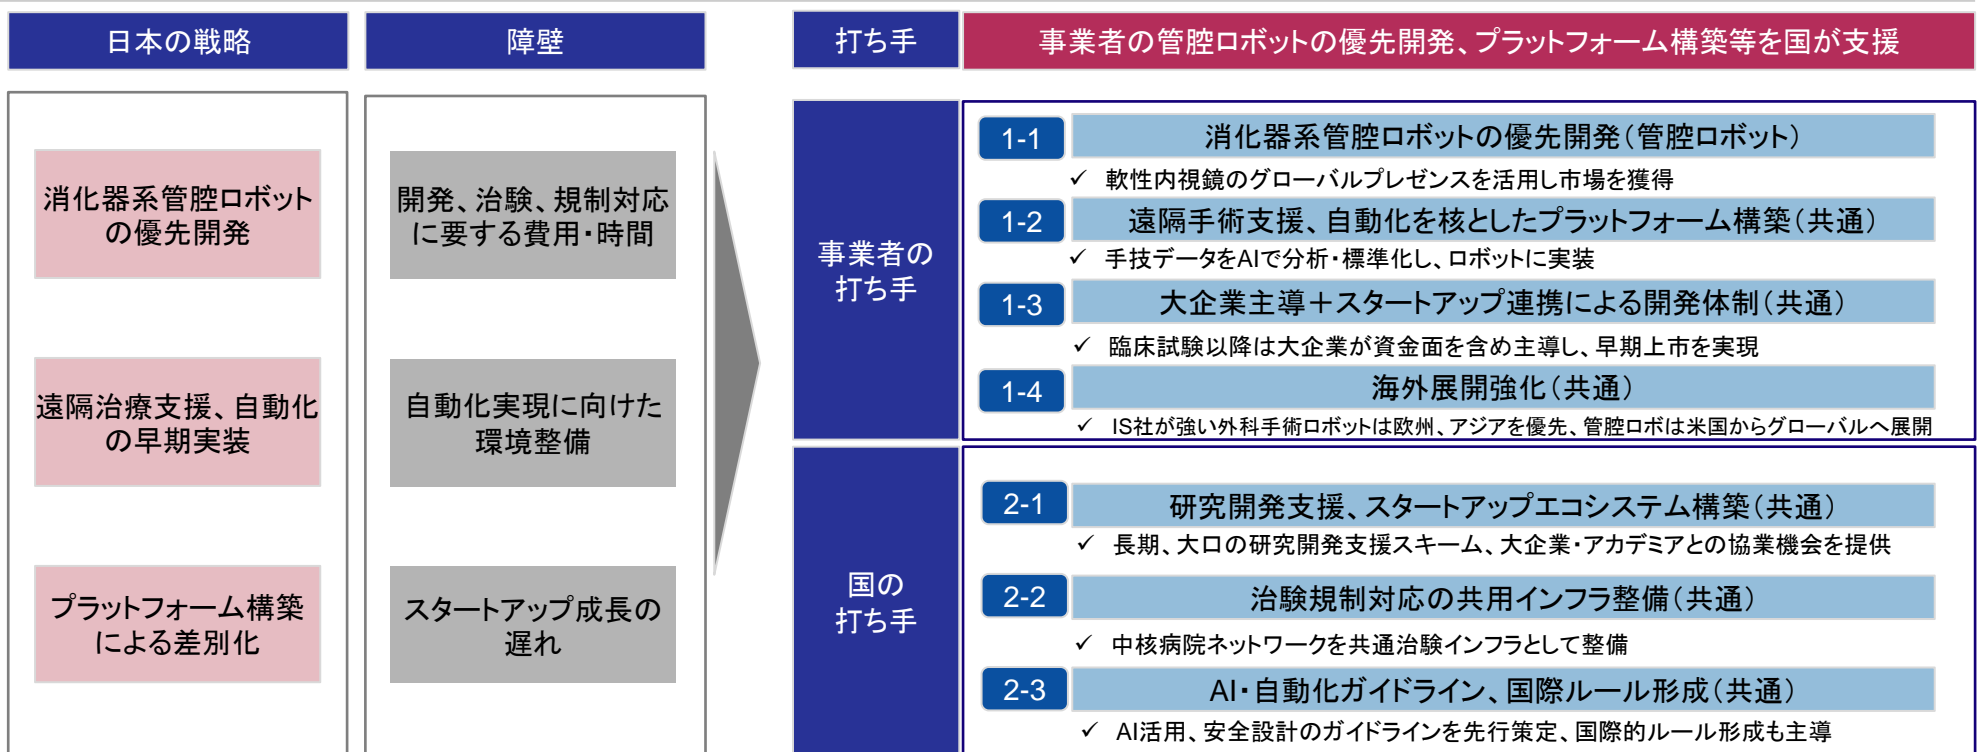 日本の戦略
障壁
打ち手
事業者の管腔ロボットの優先開発、プラットフォーム構築等を国が支援
消化器系管腔ロボット
の優先開発
遠隔治療支援、自動化
の早期実装
プラットフォーム構築
による差別化
開発、治験、規制対応
に要する費用・時間
自動化実現に向けた
環境整備
スタートアップ成長の
遅れ
事業者の
打ち手
1-1
消化器系管腔ロボットの優先開発(管腔ロボット)
✓ 軟性内視鏡のグローバルプレゼンスを活用し市場を獲得
1-2
遠隔手術支援、自動化を核としたプラットフォーム構築(共通)
✓ 手技データをAIで分析・標準化し、ロボットに実装
1-3
大企業主導+スタートアップ連携による開発体制(共通)
✓ 臨床試験以降は大企業が資金面を含め主導し、早期上市を実現
1-4
海外展開強化(共通)
✓ IS社が強い外科手術ロボットは欧州、アジアを優先、管腔ロボは米国からグローバルへ展開
国の
打ち手
2-1
研究開発支援、スタートアップエコシステム構築(共通)
✓ 長期、大口の研究開発支援スキーム、大企業・アカデミアとの協業機会を提供
2-2
治験規制対応の共用インフラ整備(共通)
✓ 中核病院ネットワークを共通治験インフラとして整備
2-3
AI・自動化ガイドライン、国際ルール形成(共通)
✓ AI活用、安全設計のガイドラインを先行策定、国際的ルール形成も主導